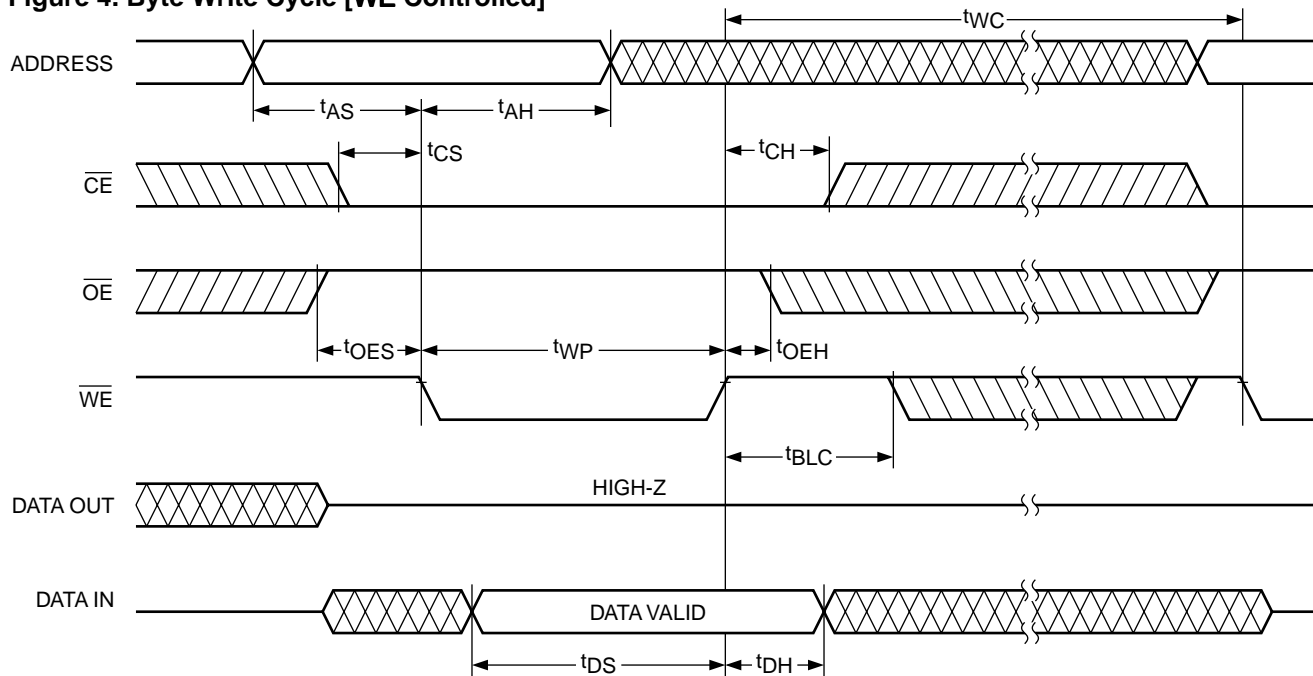 Figure 4. Byte Write Cycle [WE Controlled]
tWC
ADDRESS
tAS
tAH
tCS
tCH
CE
OE
tOES
tWP
tOEH
WE
tBLC
HIGH-Z
DATA OUT
DATA IN
DATA VALID
tDS
tDH